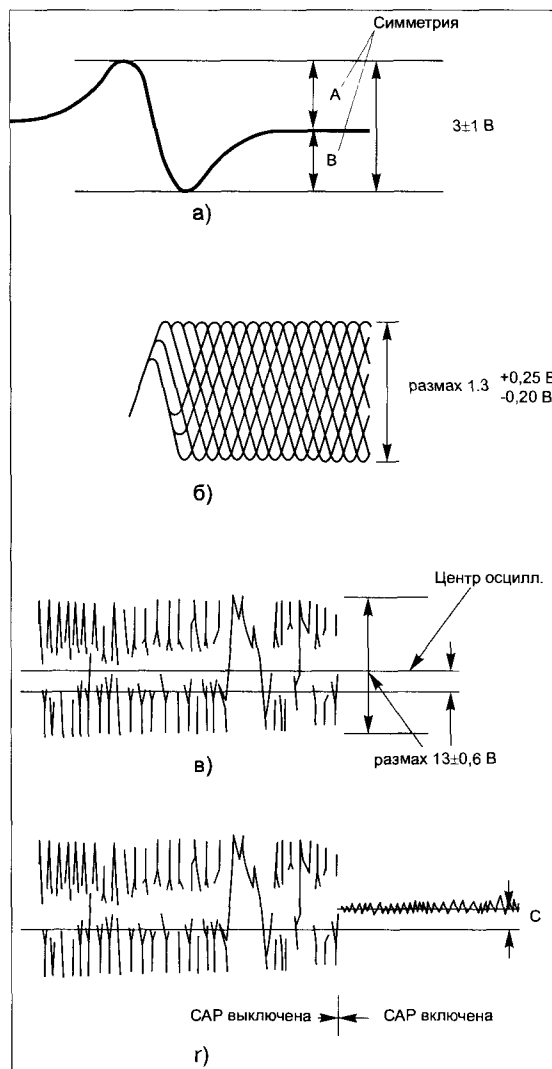 Симметрия
A
3±1 В
B
а)
размах 1.3 +0,25 В
-0,20 В
б)
Центр осцилл.
размах 13±0,6 В
в)
С
САР выключена
САР включена
г)